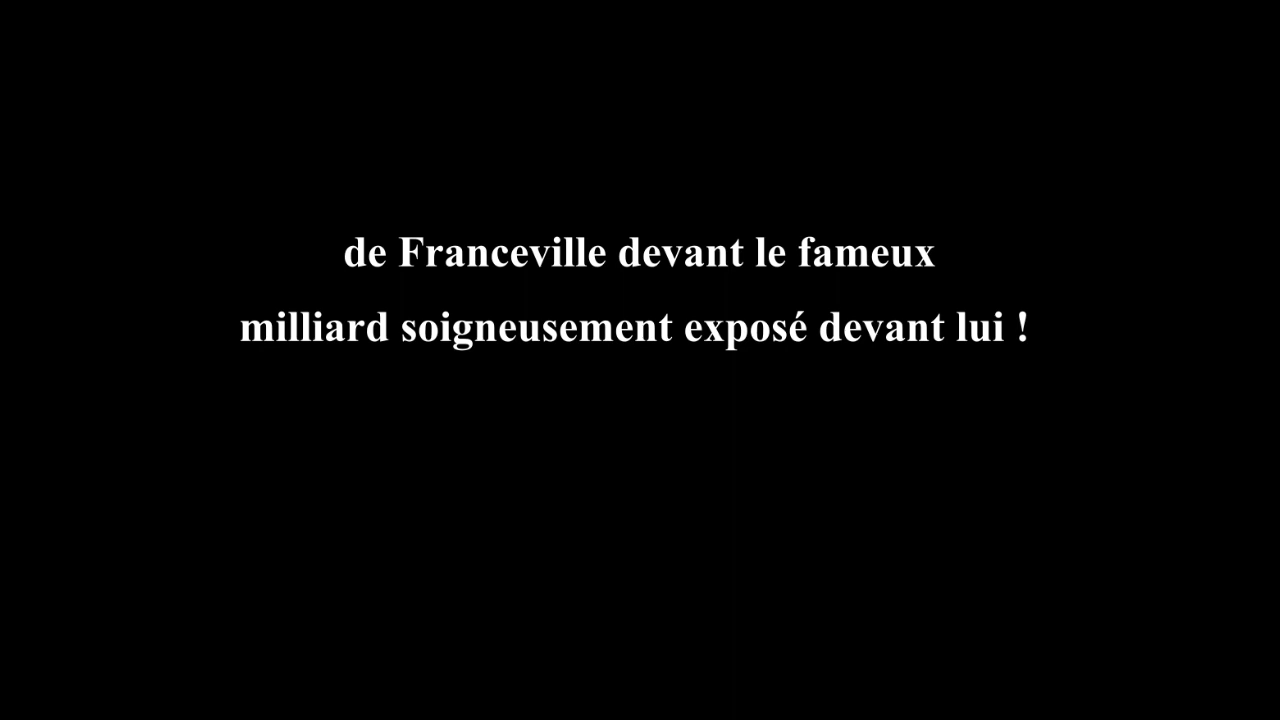 de Franceville devant le fameux
milliard soigneusement exposé devant lui !